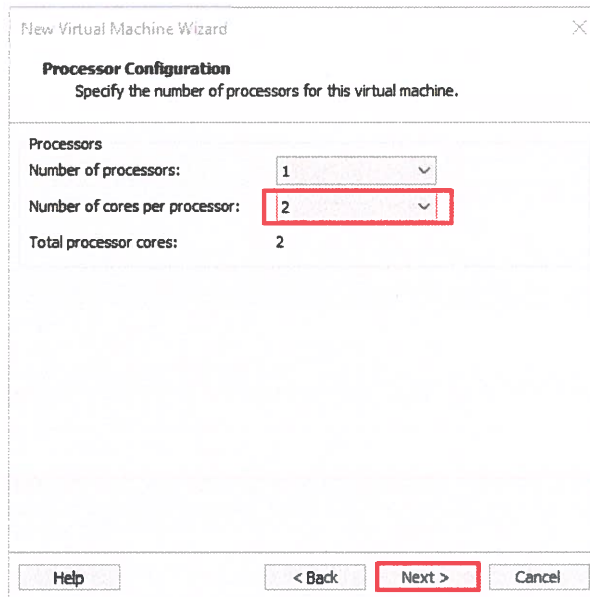 New Virtual Machine Wizard
Processor Configuration
Specify the number of processors for this virtual machine.
Processors
Number of processors: 1
Number of cores per processor: 2
Total processor cores: 2
Help < Back Next > Cancel